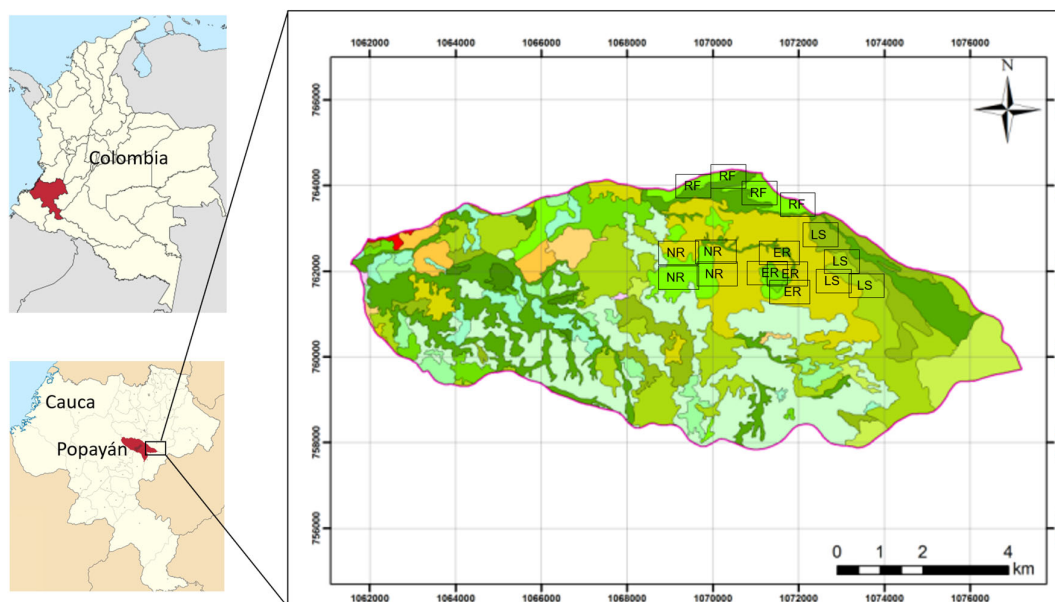 Colombia
Cauca
Popayán
1062000 1064000 1066000 1068000 1070000 1072000 1074000 1076000
N
766000
764000
762000
760000
758000
756000
RF
RF
RF
RF
LS
NR NR ER
LS
NR NR ER ER LS LS
ER
0 1 2 4
km
1062000 1064000 1066000 1068000 1070000 1072000 1074000 1076000